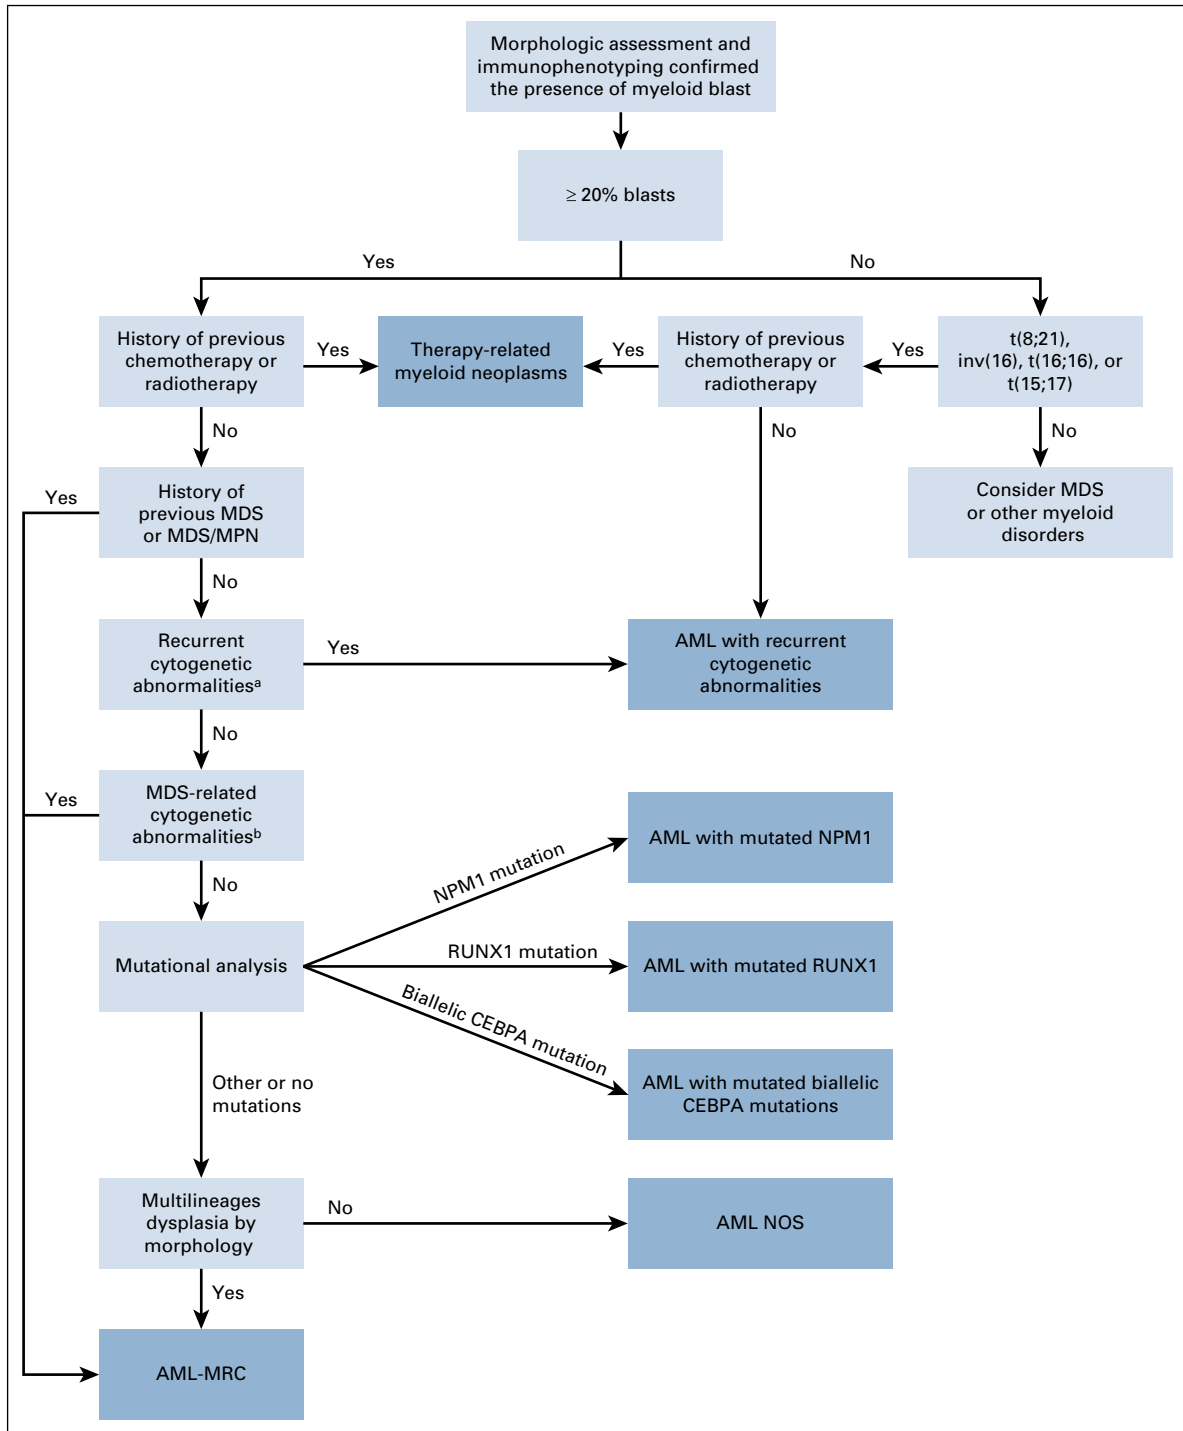 Morphologic assessment and
immunophenotyping confirmed
the presence of myeloid blast
≥ 20% blasts
Yes
No
History of previous
chemotherapy or
radiotherapy
Yes
Therapy-related
myeloid neoplasms
Yes
History of previous
chemotherapy or
radiotherapy
Yes
t(8;21),
inv(16), t(16;16), or
t(15;17)
No
No
No
Yes
History of
previous MDS
or MDS/MPN
Consider MDS
or other myeloid
disorders
No
Recurrent
cytogenetic
abnormalitiesᵃ
Yes
AML with recurrent
cytogenetic
abnormalities
No
Yes
MDS-related
cytogenetic
abnormalitiesᵇ
No
NPM1 mutation
AML with mutated NPM1
Mutational analysis
RUNX1 mutation
AML with mutated RUNX1
Biallelic CEBPA mutation
AML with mutated biallelic
CEBPA mutations
Other or no
mutations
Multilineages
dysplasia by
morphology
No
AML NOS
Yes
AML-MRC